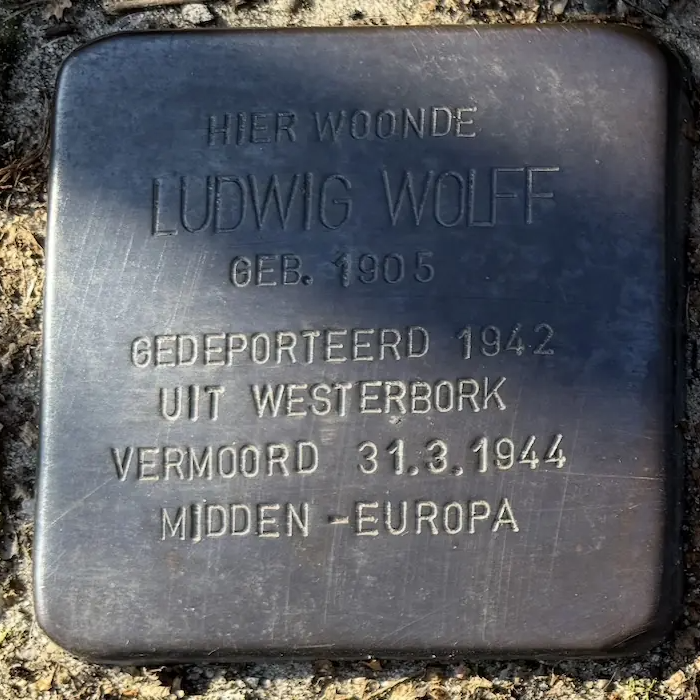 HIER WOONDE
LUDWIG WOLFF
GEB. 1905
GEDEPORTEERD 1942
UIT WESTERBORK
VERMOORD 31.3.1944
MIDDEN-EUROPA